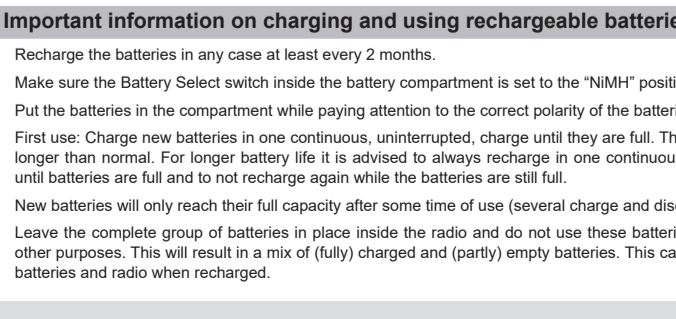 Important information on charging and using rechargeable batterie
Recharge the batteries in any case at least every 2 months.
Make sure the Battery Select switch inside the battery compartment is set to the “NiMH” positi
Put the batteries in the compartment while paying attention to the correct polarity of the batteri
First use: Charge new batteries in one continuous, uninterrupted, charge until they are full. Th
longer than normal. For longer battery life it is advised to always recharge in one continuou
until batteries are full and to not recharge again while the batteries are still full.
New batteries will only reach their full capacity after some time of use (several charge and disc
Leave the complete group of batteries in place inside the radio and do not use these batteri
other purposes. This will result in a mix of (fully) charged and (partly) empty batteries. This ca
batteries and radio when recharged.